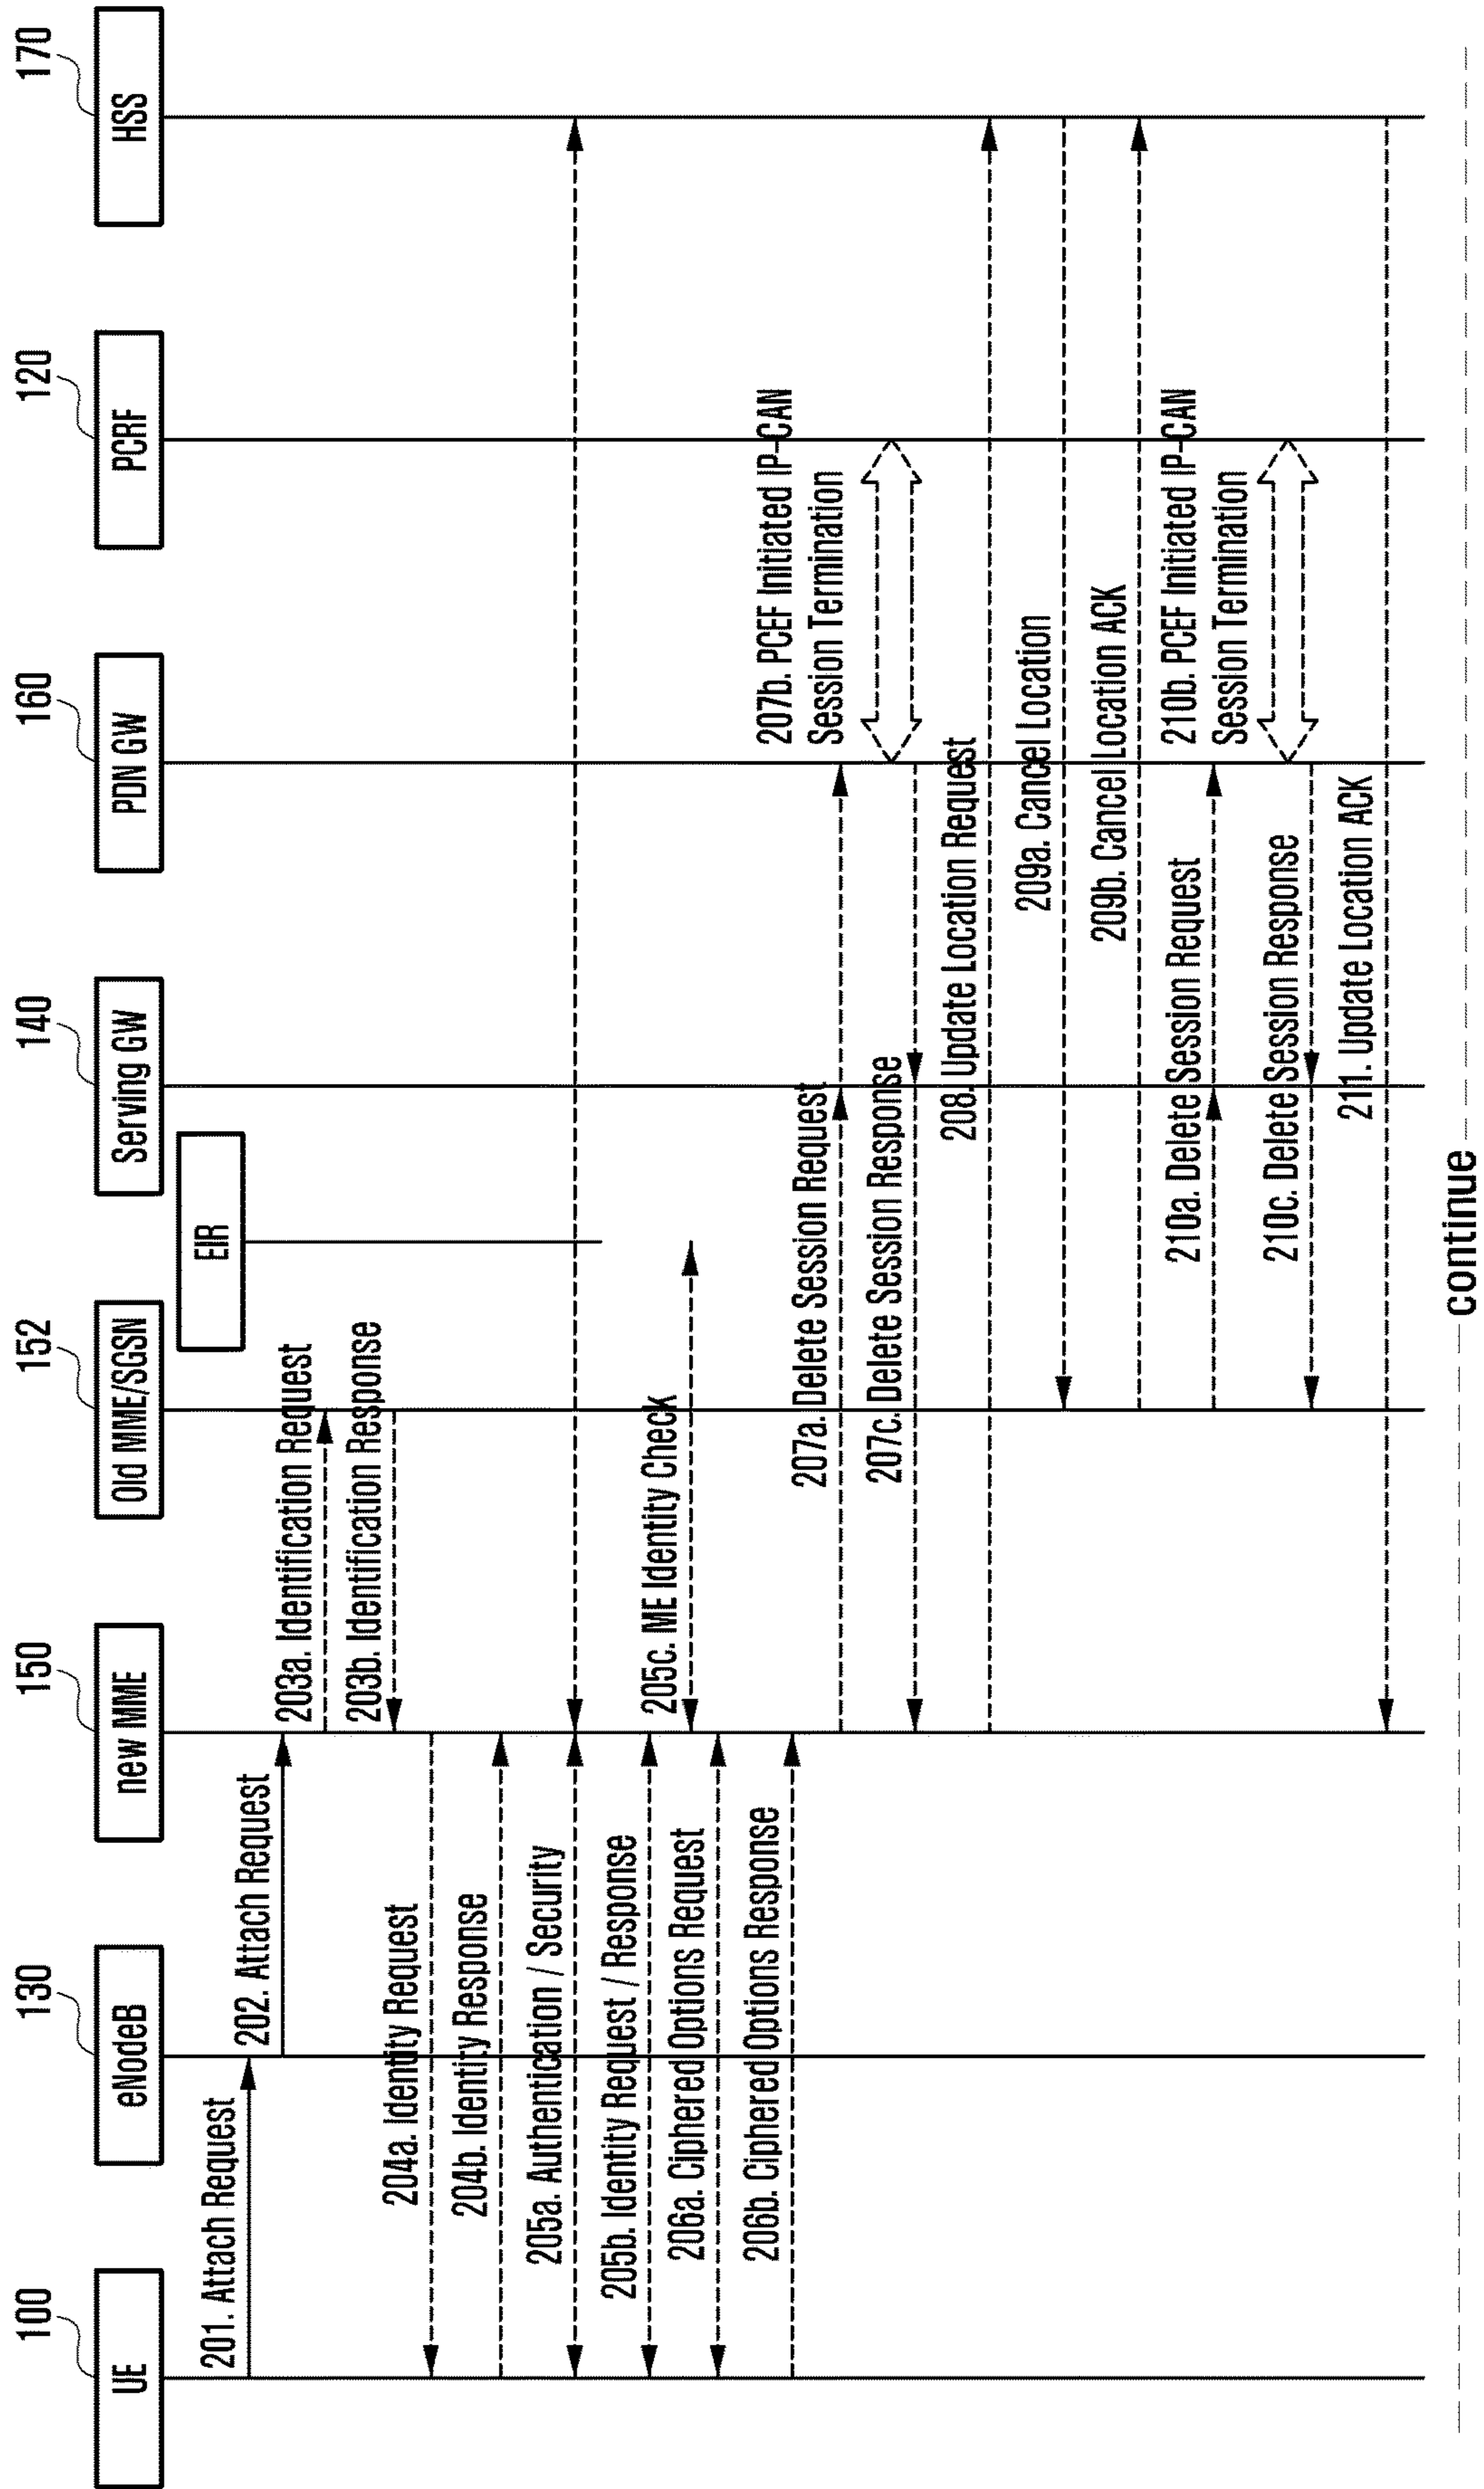 100
130
150
152
140
160
120
170
UE
eNodeB
new MME
Old MME/SGSN
Serving GW
PDN GW
PCRF
HSS
EIR
201. Attach Request
202. Attach Request
203a. Identification Request
203b. Identification Response
204a. Identity Request
204b. Identity Response
205a. Authentication / Security
205b. Identity Request / Response
205c. ME Identity Check
206a. Ciphered Options Request
206b. Ciphered Options Response
207a. Delete Session Request
207b. PCEF Initiated IP-CAN
Session Termination
207c. Delete Session Response
208. Update Location Request
209a. Cancel Location
209b. Cancel Location ACK
210a. Delete Session Request
210b. PCEF Initiated IP-CAN
Session Termination
210c. Delete Session Response
211. Update Location ACK
continue